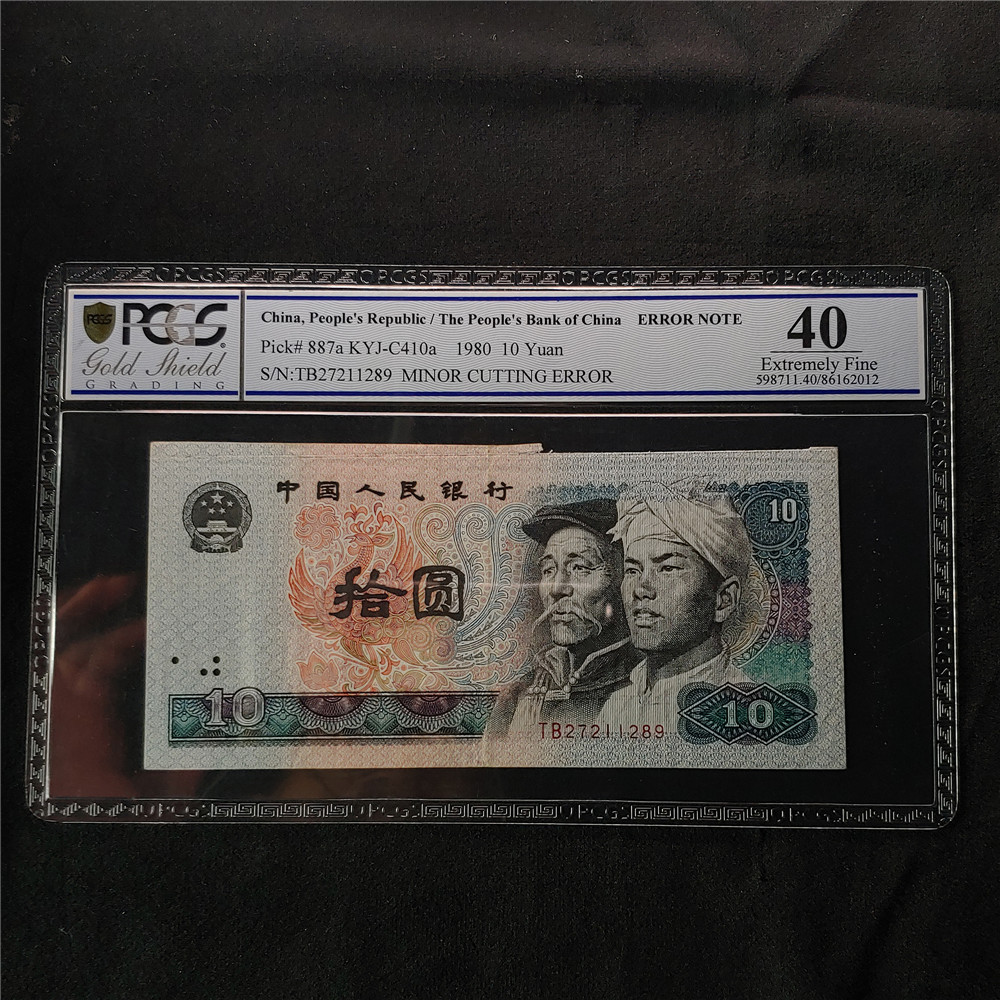 PCGS
PCGS
Gold Shield
GRADING
China, People's Republic / The People's Bank of China ERROR NOTE
Pick# 887a KYJ-C410a 1980 10 Yuan
S/N:TB27211289 MINOR CUTTING ERROR
40
Extremely Fine
598711.40/86162012
中国人民银行
10
拾圆
10
TB27211289
10